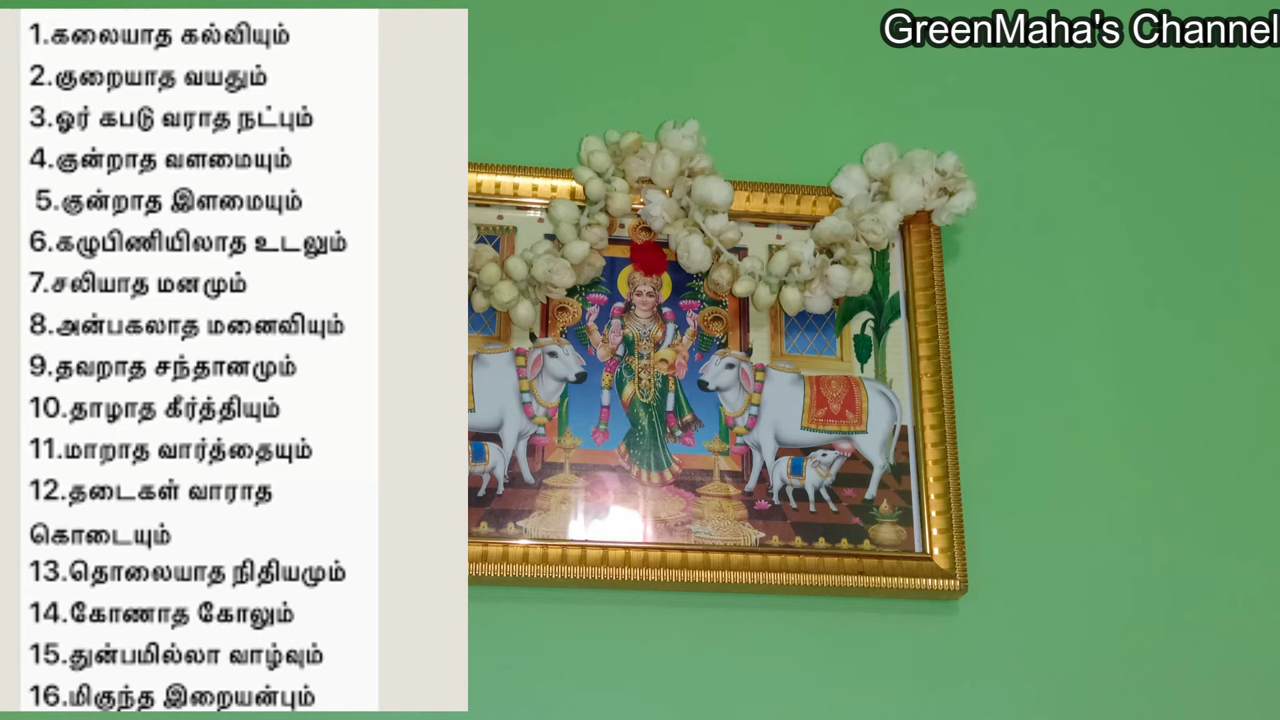 GreenMaha's Channel
1.கலையாத கல்வியும்
2.குறையாத வயதும்
3.ஓர் கபடு வராத நட்பும்
4.குன்றாத வளமையும்
5.குன்றாத இளமையும்
6.கழுபிணியிலாத உடலும்
7.சலியாத மனமும்
8.அன்பகலாத மனைவியும்
9.தவறாத சந்தானமும்
10.தாழாத கீர்த்தியும்
11.மாறாத வார்த்தையும்
12.தடைகள் வாராத
கொடையும்
13.தொலையாத நிதியமும்
14.கோணாத கோலும்
15.துன்பமில்லா வாழ்வும்
16.மிகுந்த இறையன்பும்